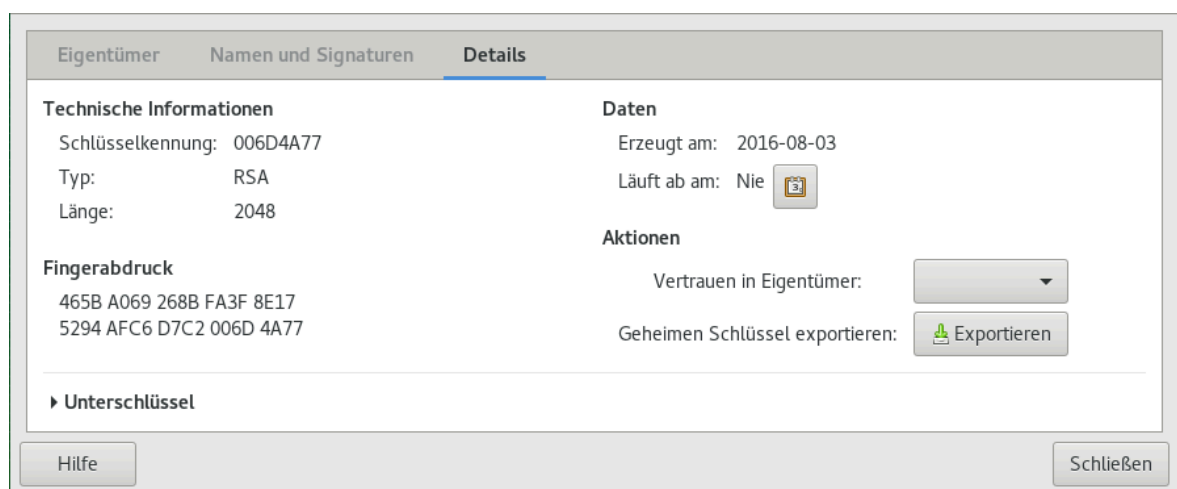 Eigentümer Namen und Signaturen Details
Technische Informationen
Schlüsselkennung: 006D4A77
Typ: RSA
Länge: 2048
Fingerabdruck
465B A069 268B FA3F 8E17
5294 AFC6 D7C2 006D 4A77
Daten
Erzeugt am: 2016-08-03
Läuft ab am: Nie
Aktionen
Vertrauen in Eigentümer:
Geheimen Schlüssel exportieren: Exportieren
Unterschlüssel
Hilfe Schließen